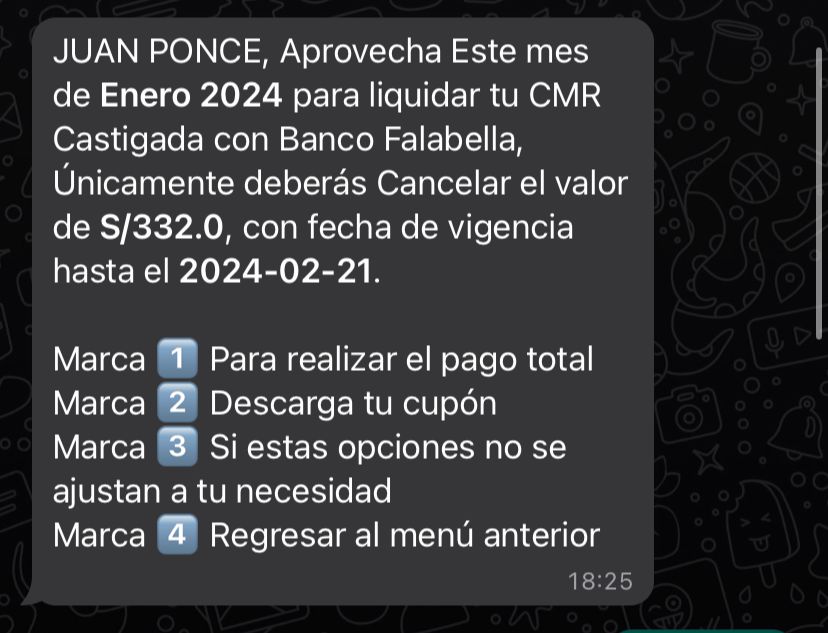 JUAN PONCE, Aprovecha Este mes
de Enero 2024 para liquidar tu CMR
Castigada con Banco Falabella,
Únicamente deberás Cancelar el valor
de S/332.0, con fecha de vigencia
hasta el 2024-02-21.
Marca 1️⃣ Para realizar el pago total
Marca 2️⃣ Descarga tu cupón
Marca 3️⃣ Si estas opciones no se
ajustan a tu necesidad
Marca 4️⃣ Regresar al menú anterior
18:25